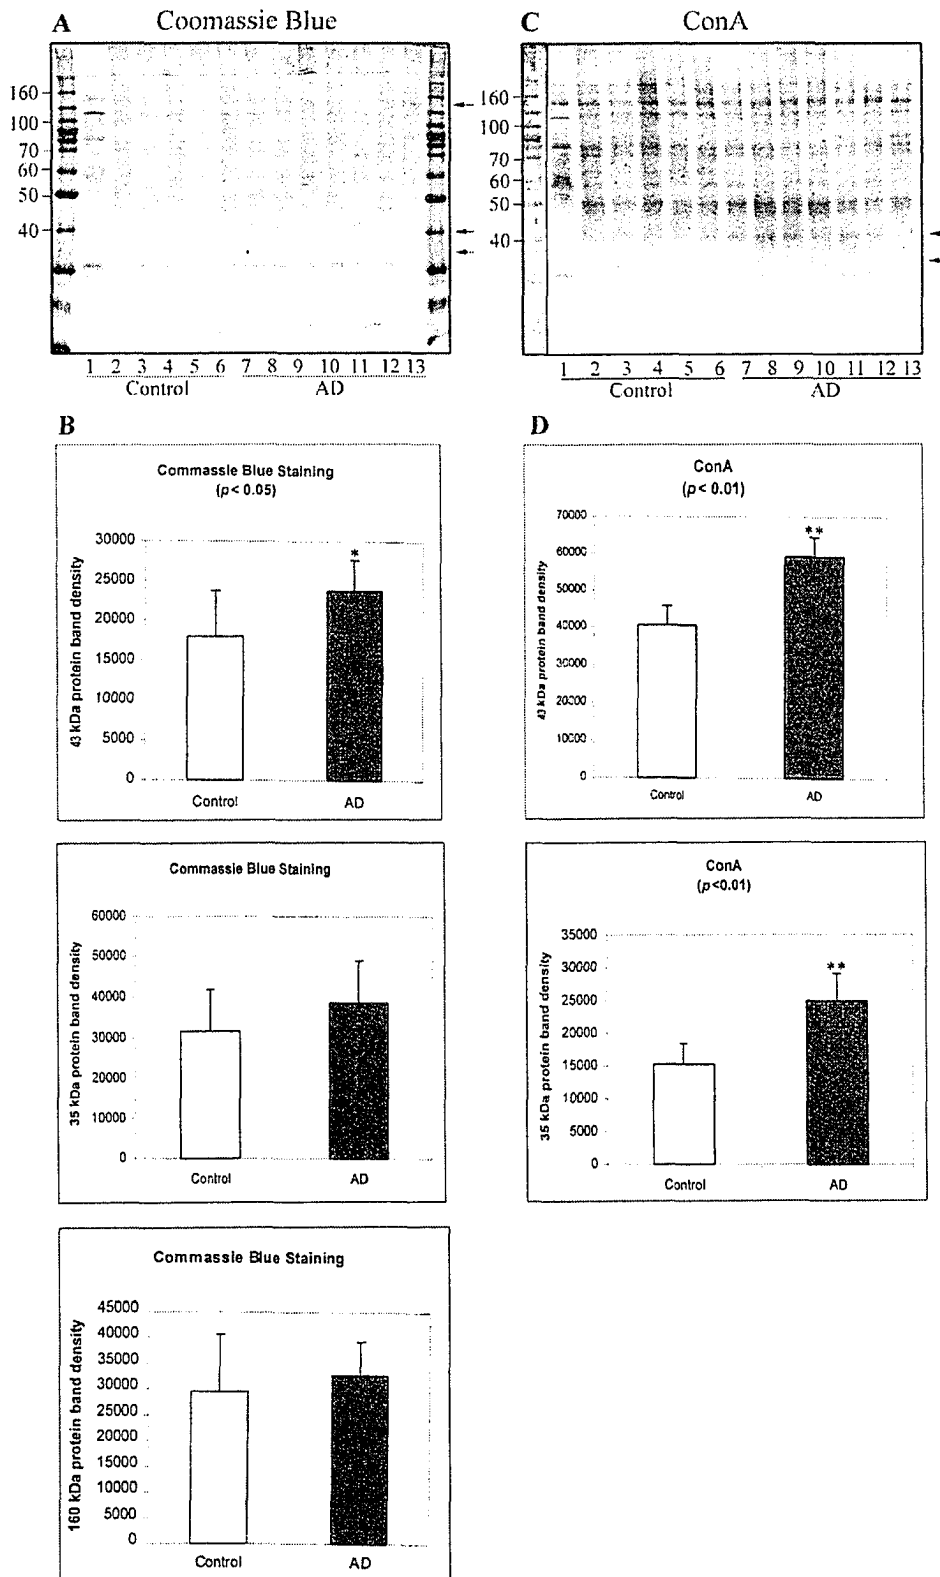 A Coomassie Blue
160
100
70
60
50
40
1 2 3 4 5 6 7 8 9 10 11 12 13
Control AD
C ConA
160
100
70
60
50
40
1 2 3 4 5 6 7 8 9 10 11 12 13
Control AD
B
Commassie Blue Staining
(p< 0.05)
43 kDa protein band density
30000
25000
20000
15000
10000
5000
0
*
Control AD
Commassie Blue Staining
35 kDa protein band density
60000
50000
40000
30000
20000
10000
0
Control AD
Commassie Blue Staining
160 kDa protein band density
45000
40000
35000
30000
25000
20000
15000
10000
5000
0
Control AD
D
ConA
(p< 0.01)
43 kDa protein band density
70000
60000
50000
40000
30000
20000
10000
0
**
Control AD
ConA
(p<0.01)
35 kDa protein band density
35000
30000
25000
20000
15000
10000
5000
0
**
Control AD